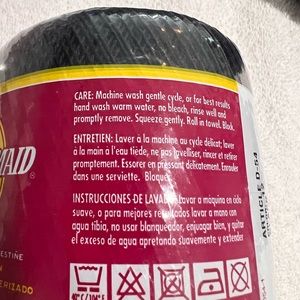 CARE: Machine wash gentle cycle, or for best results
hand wash warm water, no bleach, rinse well and
promptly remove. Squeeze gently. Roll in towel. Block.
ENTRETIEN: Laver à la machine au cycle delicat; laver
à la main à l'eau tiède, ne pas javelliser, rincer et retirer
promptement. Essorer en pressant délicatement. Enrouler
dans une serviette. Bloquer
INSTRUCCIONES DE LAVADO: Lavar a maquina en ciclo
suave, o para mejores resultados lavar a mano con
agua tibia, no usar blanqueador, enjuagar bien, y quitar
el exceso de agua apretando suavemente y extender
MAID ®
ESTIÑE
ERIZADO
ARTICLE D-54